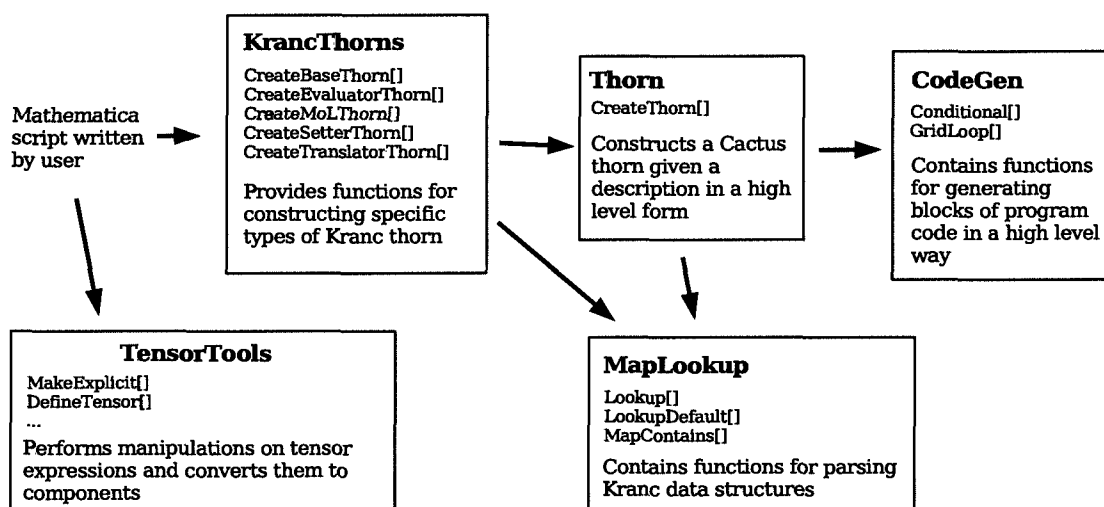 Mathematica
script written
by user
KrancThorns
CreateBaseThorn[]
CreateEvaluatorThorn[]
CreateMoLThorn[]
CreateSetterThorn[]
CreateTranslatorThorn[]
Provides functions for
constructing specific
types of Kranc thorn
Thorn
CreateThorn[]
Constructs a Cactus
thorn given a
description in a high
level form
CodeGen
Conditional[]
GridLoop[]
Contains functions
for generating
blocks of program
code in a high level
way
TensorTools
MakeExplicit[]
DefineTensor[]
...
Performs manipulations on tensor
expressions and converts them to
components
MapLookup
Lookup[]
LookupDefault[]
MapContains[]
Contains functions for parsing
Kranc data structures